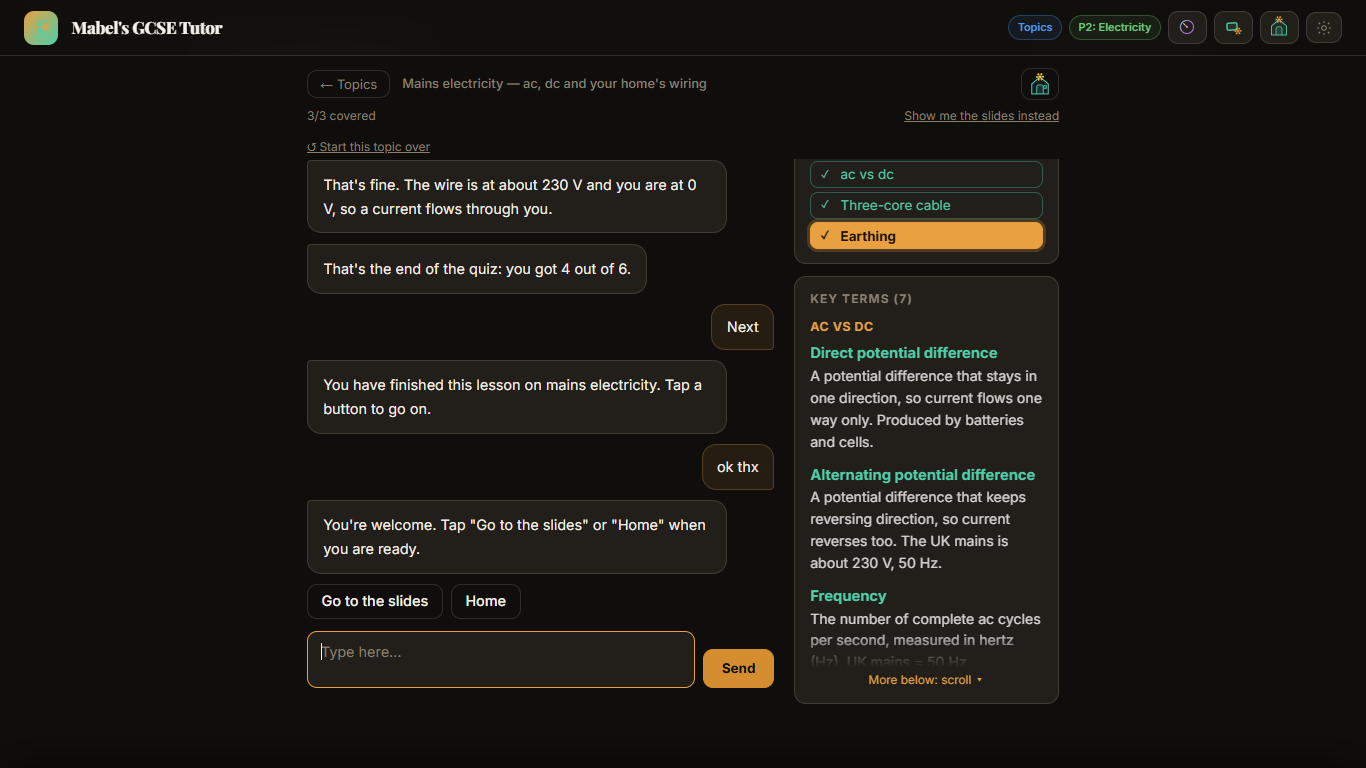 Mabel's GCSE Tutor
Topics
P2: Electricity
← Topics
Mains electricity — ac, dc and your home's wiring
3/3 covered
Show me the slides instead
↺ Start this topic over
That's fine. The wire is at about 230 V and you are at 0
V, so a current flows through you.
That's the end of the quiz: you got 4 out of 6.
Next
You have finished this lesson on mains electricity. Tap a
button to go on.
ok thx
You're welcome. Tap "Go to the slides" or "Home" when
you are ready.
Go to the slides
Home
Type here...
Send
✓ ac vs dc
✓ Three-core cable
✓ Earthing
KEY TERMS (7)
AC VS DC
Direct potential difference
A potential difference that stays in
one direction, so current flows one
way only. Produced by batteries
and cells.
Alternating potential difference
A potential difference that keeps
reversing direction, so current
reverses too. The UK mains is
about 230 V, 50 Hz.
Frequency
The number of complete ac cycles
per second, measured in hertz
(Hz). UK mains = 50 Hz
More below: scroll ▾